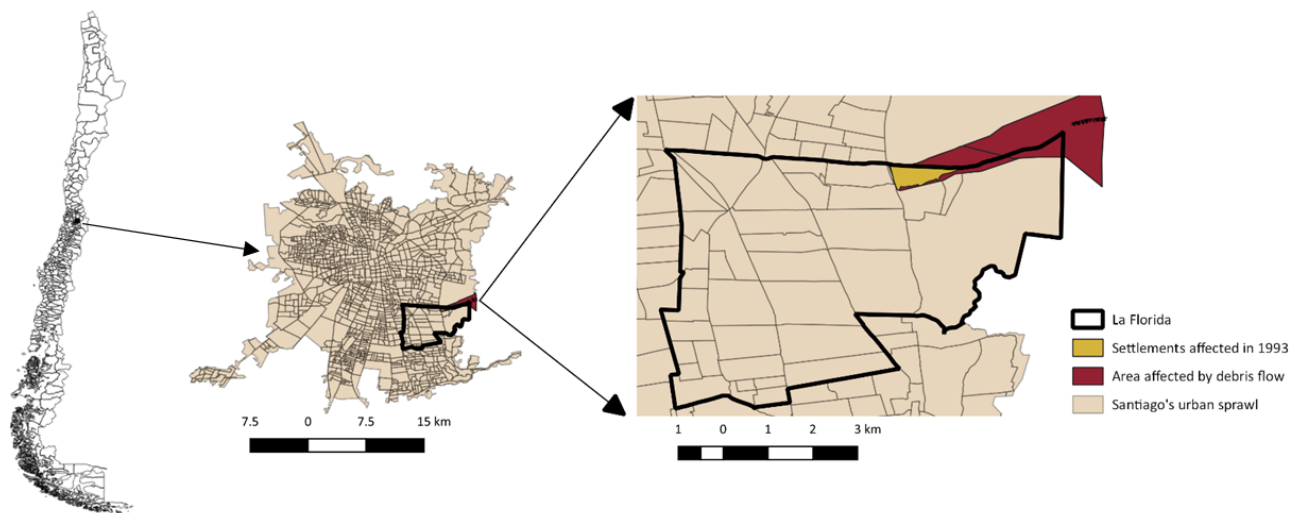 7.5 0 7.5 15 km
1 0 1 2 3 km
La Florida
Settlements affected in 1993
Area affected by debris flow
Santiago's urban sprawl